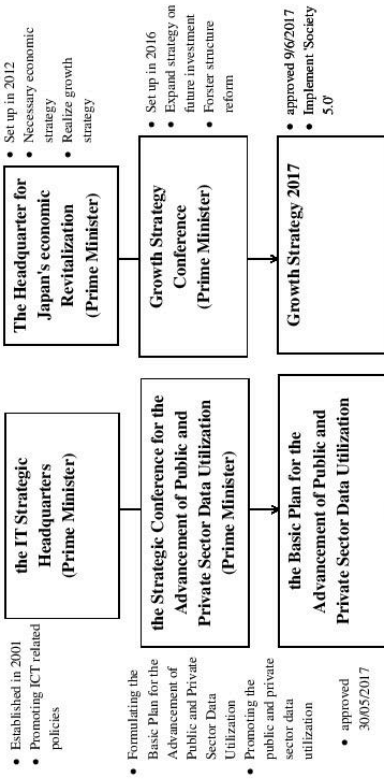 • Established in 2001
• Promoting ICT related
policies
the IT Strategic
Headquarters
(Prime Minister)
The Headquarter for
Japan's economic
Revitalization
(Prime Minister)
• Set up in 2012
• Necessary economic
strategy
• Realize growth
strategy
• Formulating the
Basic Plan for the
Advancement of
Public and Private
Sector Data
Utilization
• Promoting the
public and private
sector data
utilization
the Strategic Conference for the
Advancement of Public and
Private Sector Data Utilization
(Prime Minister)
Growth Strategy
Conference
(Prime Minister)
• Set up in 2016
• Expand strategy on
future investment
• Forster structure
reform
• approved
30/05/2017
the Basic Plan for the
Advancement of Public and
Private Sector Data Utilization
Growth Strategy 2017
• approved 9/6/2017
• Implement 'Society
5.0'